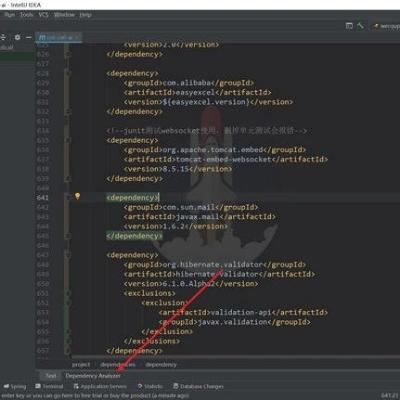 - IntelliJ IDEA
Run Tools VCS Window Help
625 <version>2.0</version>
626 </dependency>
627
628 <dependency>
629 <groupId>com.alibaba</groupId>
630 <artifactId>easyexcel</artifactId>
631 <version>${easyexcel.version}</version>
632 </dependency>
633
634 <!--junit测试websocket使用，删掉单元测试会报错-->
635 <dependency>
636 <groupId>org.apache.tomcat.embed</groupId>
637 <artifactId>tomcat-embed-websocket</artifactId>
638 <version>8.5.15</version>
639 </dependency>
640
641 <dependency>
642 <groupId>com.sun.mail</groupId>
643 <artifactId>javax.mail</artifactId>
644 <version>1.6.2</version>
645 </dependency>
646
647 <dependency>
648 <groupId>org.hibernate.validator</groupId>
649 <artifactId>hibernate-validator</artifactId>
650 <version>6.1.0.Alpha2</version>
651 <exclusions>
652 <exclusion>
653 <artifactId>validation-api</artifactId>
654 <groupId>javax.validation</groupId>
655 </exclusion>
656 </exclusions>
657 </dependency>
project dependencies dependency
Text Dependency Analyzer
Spring Terminal Application Servers Statistic Database Changes
enter key or you can go here to free trial or buy the product (a minute ago)
641:21